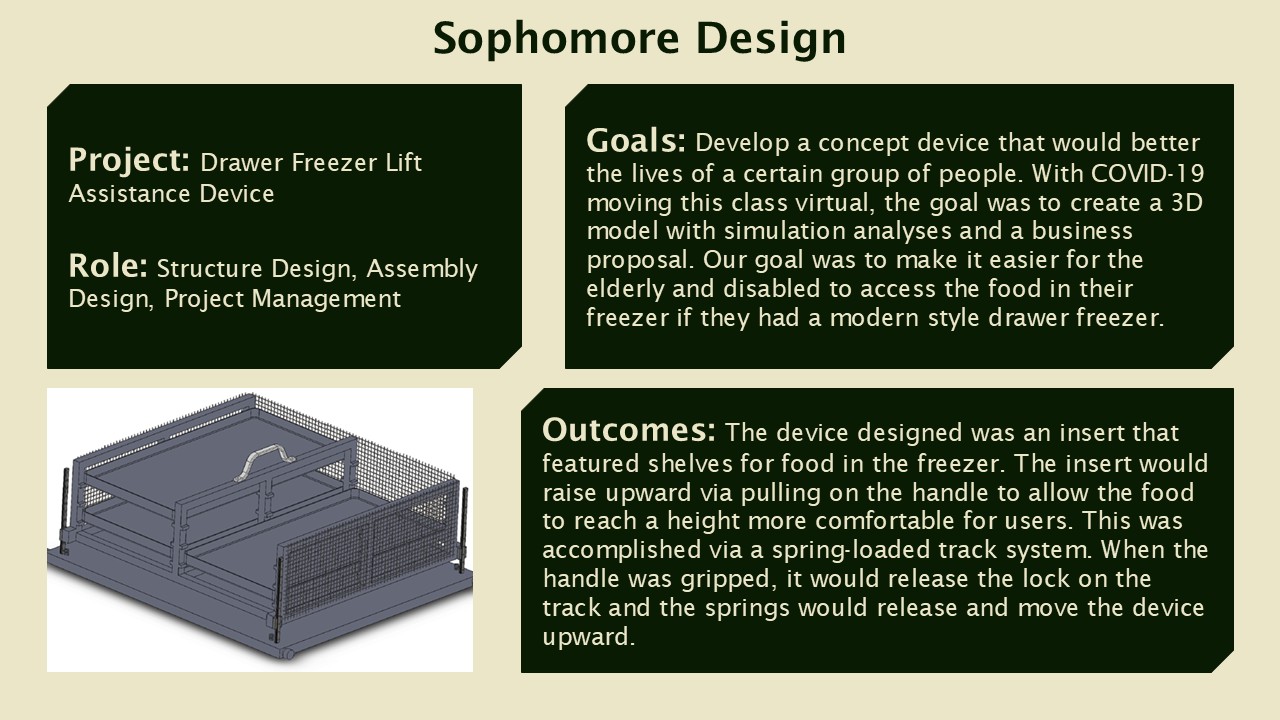 Sophomore Design
Project: Drawer Freezer Lift
Assistance Device
Role: Structure Design, Assembly
Design, Project Management
Goals: Develop a concept device that would better
the lives of a certain group of people. With COVID-19
moving this class virtual, the goal was to create a 3D
model with simulation analyses and a business
proposal. Our goal was to make it easier for the
elderly and disabled to access the food in their
freezer if they had a modern style drawer freezer.
Outcomes: The device designed was an insert that
featured shelves for food in the freezer. The insert would
raise upward via pulling on the handle to allow the food
to reach a height more comfortable for users. This was
accomplished via a spring-loaded track system. When the
handle was gripped, it would release the lock on the
track and the springs would release and move the device
upward.